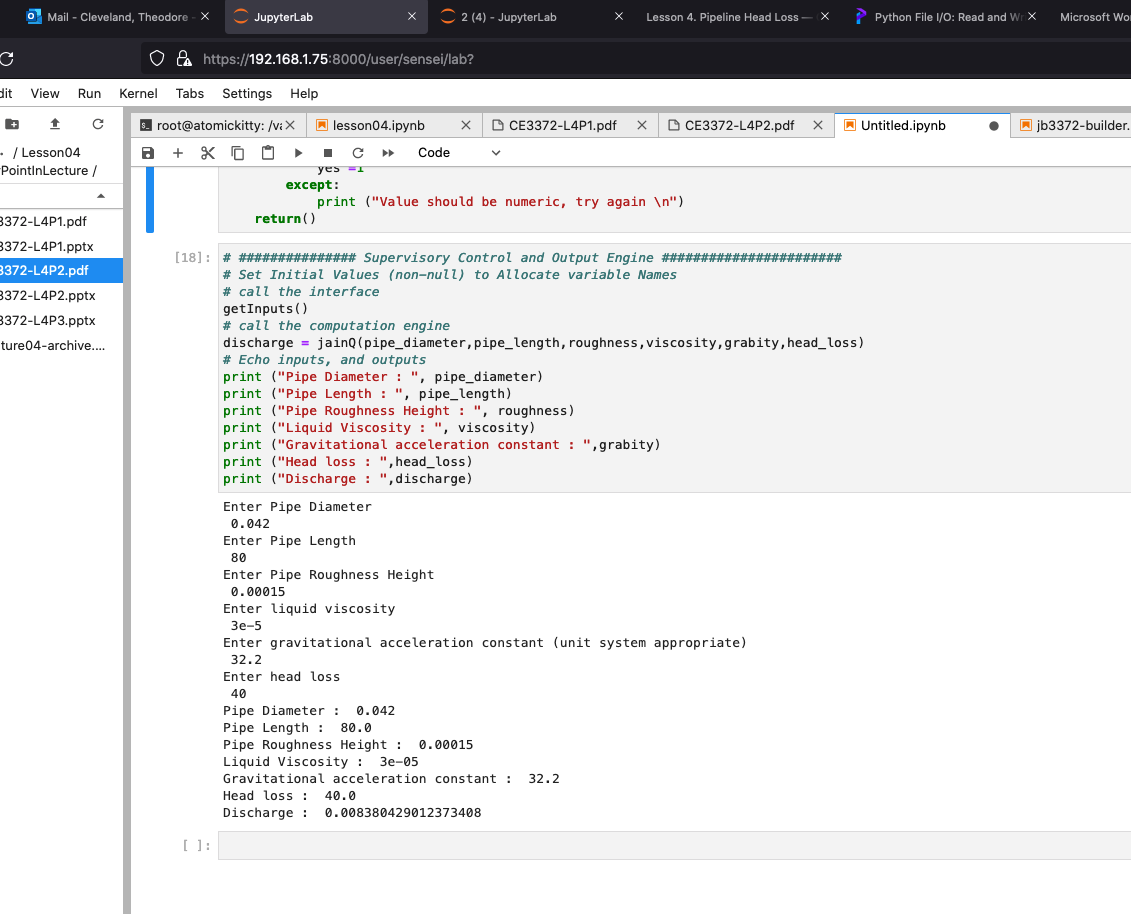 Mail - Cleveland, Theodore -
JupyterLab
2 (4) - JupyterLab
Lesson 4. Pipeline Head Loss —
Python File I/O: Read and Wr
Microsoft Wo
https://192.168.1.75:8000/user/sensei/lab?
dit View Run Kernel Tabs Settings Help
root@atomickitty: /va
lesson04.ipynb
CE3372-L4P1.pdf
CE3372-L4P2.pdf
Untitled.ipynb
jb3372-builder.
Code
/ Lesson04
PointInLecture /
3372-L4P1.pdf
3372-L4P1.pptx
3372-L4P2.pdf
3372-L4P2.pptx
3372-L4P3.pptx
ture04-archive....
yes =1
except:
print ("Value should be numeric, try again \n")
return()
[18]:
# ############### Supervisory Control and Output Engine #######################
# Set Initial Values (non-null) to Allocate variable Names
# call the interface
getInputs()
# call the computation engine
discharge = jainQ(pipe_diameter,pipe_length,roughness,viscosity,grabity,head_loss)
# Echo inputs, and outputs
print ("Pipe Diameter : ", pipe_diameter)
print ("Pipe Length : ", pipe_length)
print ("Pipe Roughness Height : ", roughness)
print ("Liquid Viscosity : ", viscosity)
print ("Gravitational acceleration constant : ",grabity)
print ("Head loss : ",head_loss)
print ("Discharge : ",discharge)
Enter Pipe Diameter
0.042
Enter Pipe Length
80
Enter Pipe Roughness Height
0.00015
Enter liquid viscosity
3e-5
Enter gravitational acceleration constant (unit system appropriate)
32.2
Enter head loss
40
Pipe Diameter :  0.042
Pipe Length :  80.0
Pipe Roughness Height :  0.00015
Liquid Viscosity :  3e-05
Gravitational acceleration constant :  32.2
Head loss :  40.0
Discharge :  0.008380429012373408
[ ]: